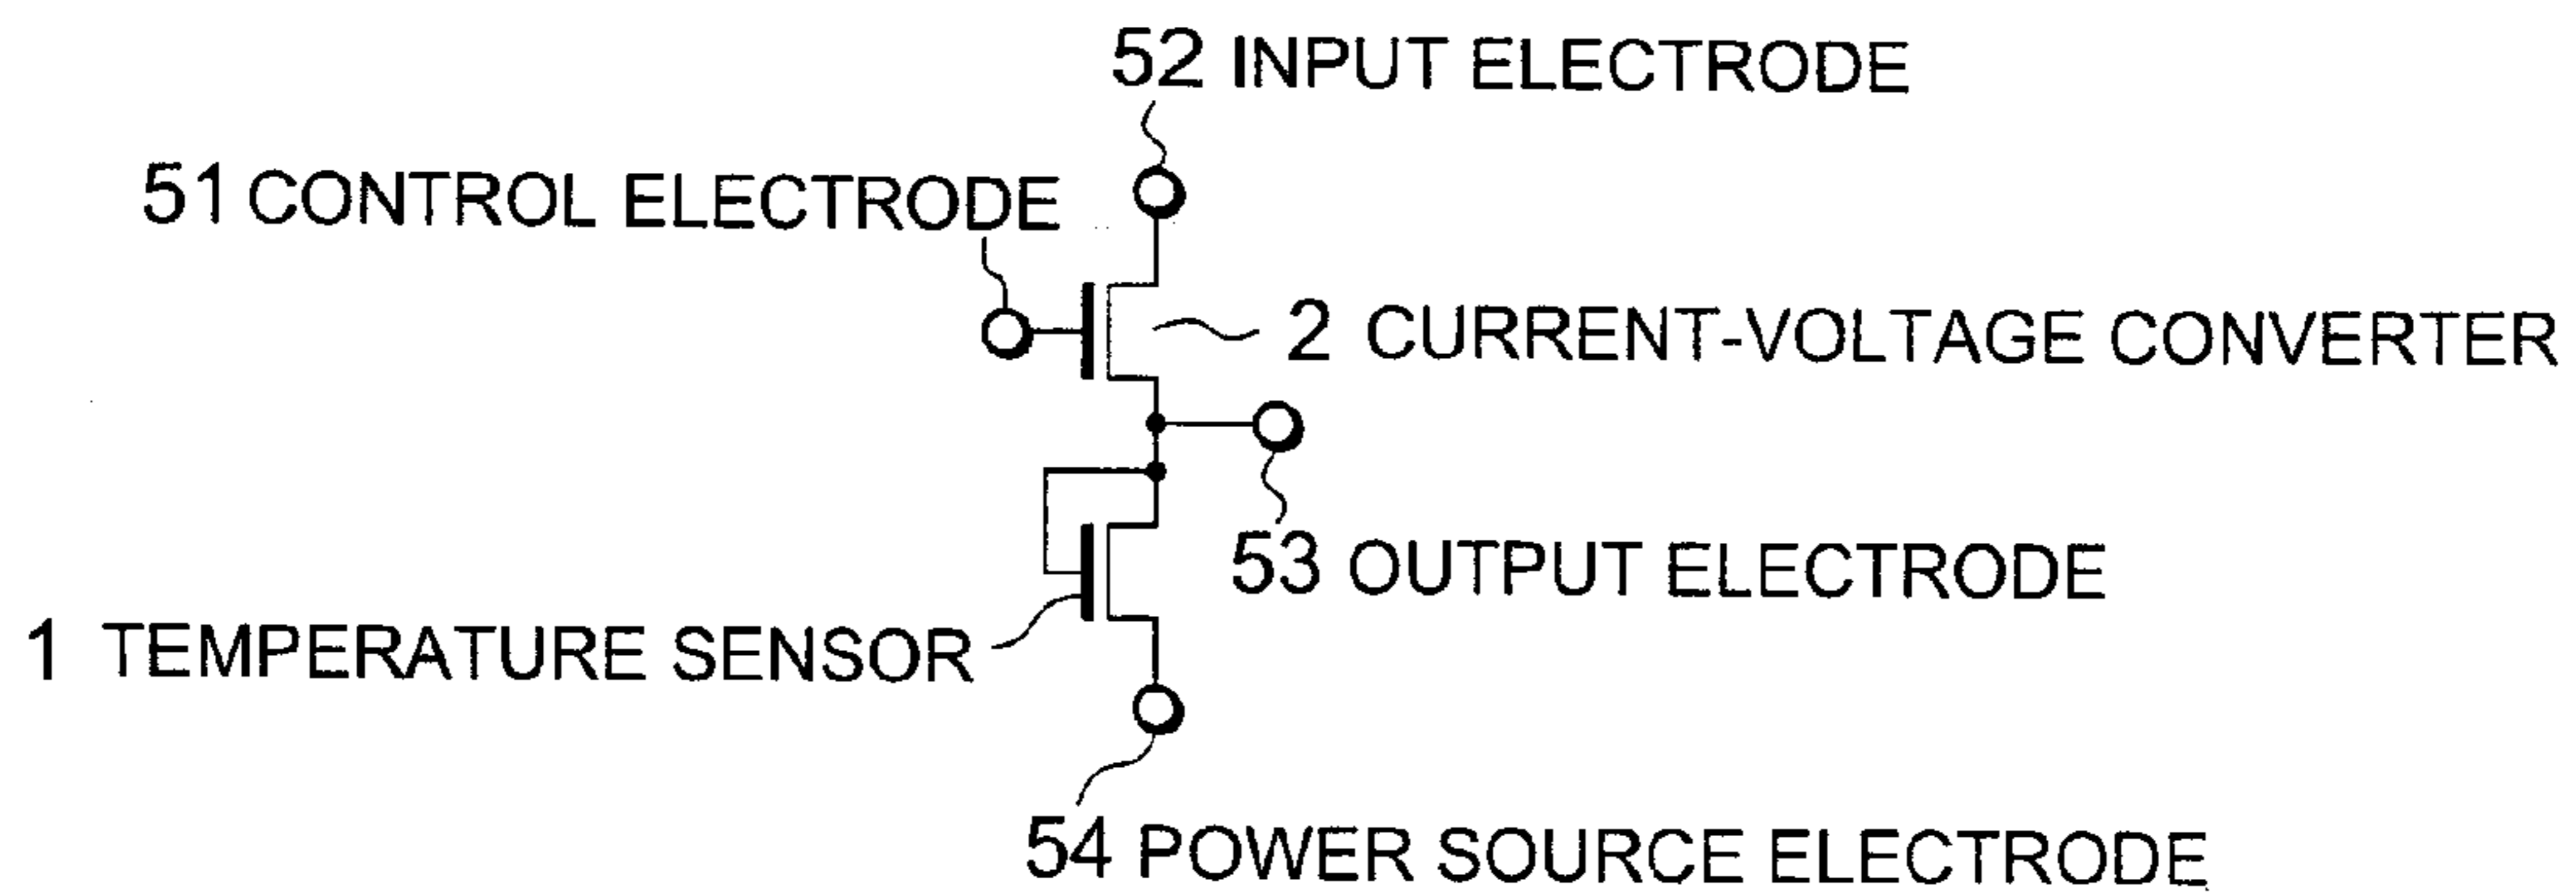 52 INPUT ELECTRODE
51 CONTROL ELECTRODE
2 CURRENT-VOLTAGE CONVERTER
53 OUTPUT ELECTRODE
1 TEMPERATURE SENSOR
54 POWER SOURCE ELECTRODE